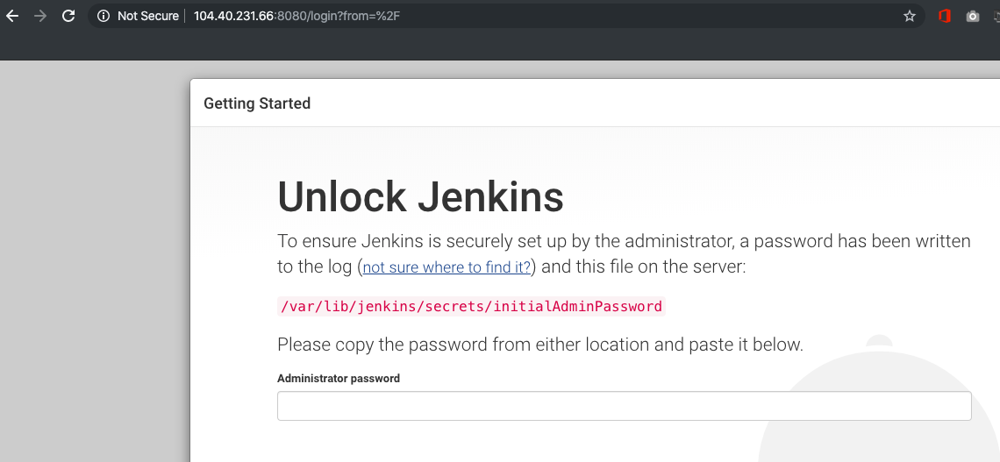 Not Secure | 104.40.231.66:8080/login?from=%2F
Getting Started
Unlock Jenkins
To ensure Jenkins is securely set up by the administrator, a password has been written
to the log (not sure where to find it?) and this file on the server:
/var/lib/jenkins/secrets/initialAdminPassword
Please copy the password from either location and paste it below.
Administrator password